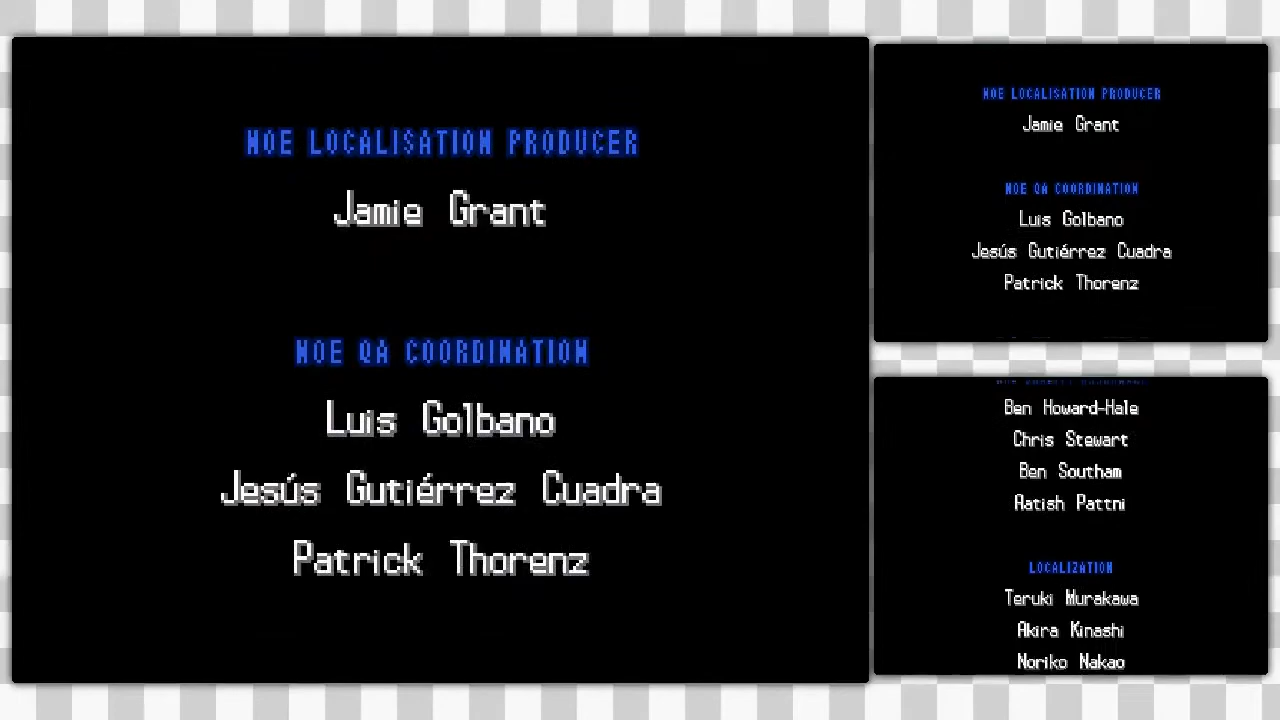 NOE LOCALISATION PRODUCER
Jamie Grant
NOE QA COORDINATION
Luis Golbano
Jesús Gutiérrez Cuadra
Patrick Thorenz
NOE LOCALISATION PRODUCER
Jamie Grant
NOE QA COORDINATION
Luis Golbano
Jesús Gutiérrez Cuadra
Patrick Thorenz
Ben Howard-Hale
Chris Stewart
Ben Southam
Aatish Pattni
LOCALIZATION
Teruki Murakawa
Akira Kinashi
Noriko Nakao